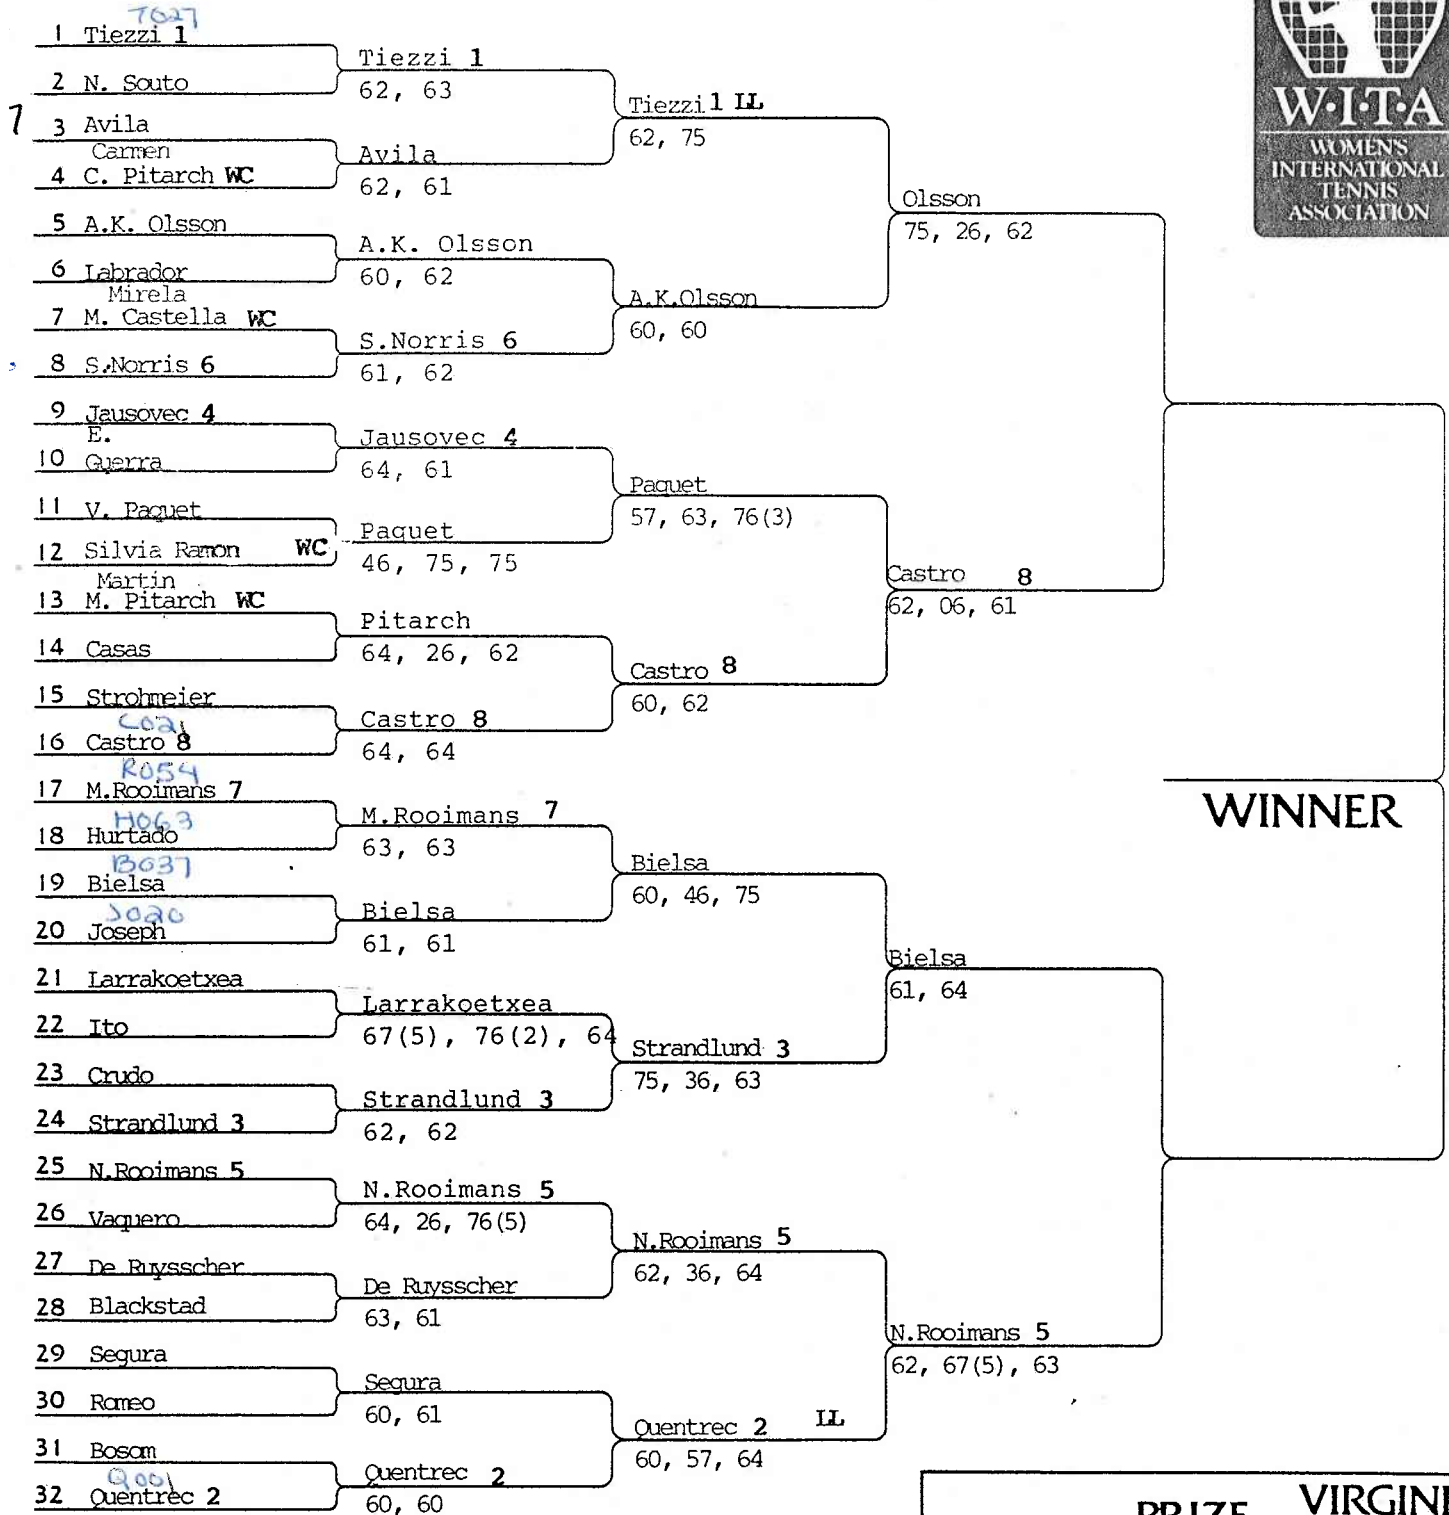 T027
1 Tiezzi 1
2 N. Souto
7
3 Avila
Carmen
4 C. Pitarch WC
5 A.K. Olsson
6 Labrador
Mirela
7 M. Castella WC
8 S.Norris 6
9 Jausovec 4
E.
10 Guerra
11 V. Paquet
12 Silvia Ramon WC
Martin
13 M. Pitarch WC
14 Casas
15 Strohmeier
C021
16 Castro 8
R054
17 M.Rooimans 7
H063
18 Hurtado
B037
19 Bielsa
J020
20 Joseph
21 Larrakoetxea
22 Ito
23 Crudo
24 Strandlund 3
25 N.Rooimans 5
26 Vaquero
27 De Ruysscher
28 Blackstad
29 Segura
30 Romeo
31 Bosom
Q001
32 Quentrec 2
Tiezzi 1
62, 63
Avila
62, 61
A.K. Olsson
60, 62
S.Norris 6
61, 62
Jausovec 4
64, 61
Paquet
46, 75, 75
Pitarch
64, 26, 62
Castro 8
64, 64
M.Rooimans 7
63, 63
Bielsa
61, 61
Larrakoetxea
67(5), 76(2), 64
Strandlund 3
62, 62
N.Rooimans 5
64, 26, 76(5)
De Ruysscher
63, 61
Segura
60, 61
Quentrec 2
60, 60
Tiezzi 1 LL
62, 75
A.K.Olsson
60, 60
Paquet
57, 63, 76(3)
Castro 8
60, 62
Bielsa
60, 46, 75
Strandlund 3
75, 36, 63
N.Rooimans 5
62, 36, 64
Quentrec 2 LL
60, 57, 64
Olsson
75, 26, 62
Castro 8
62, 06, 61
Bielsa
61, 64
N.Rooimans 5
62, 67(5), 63
W·I·T·A
WOMEN'S
INTERNATIONAL
TENNIS
ASSOCIATION
WINNER
PRIZE VIRGINI